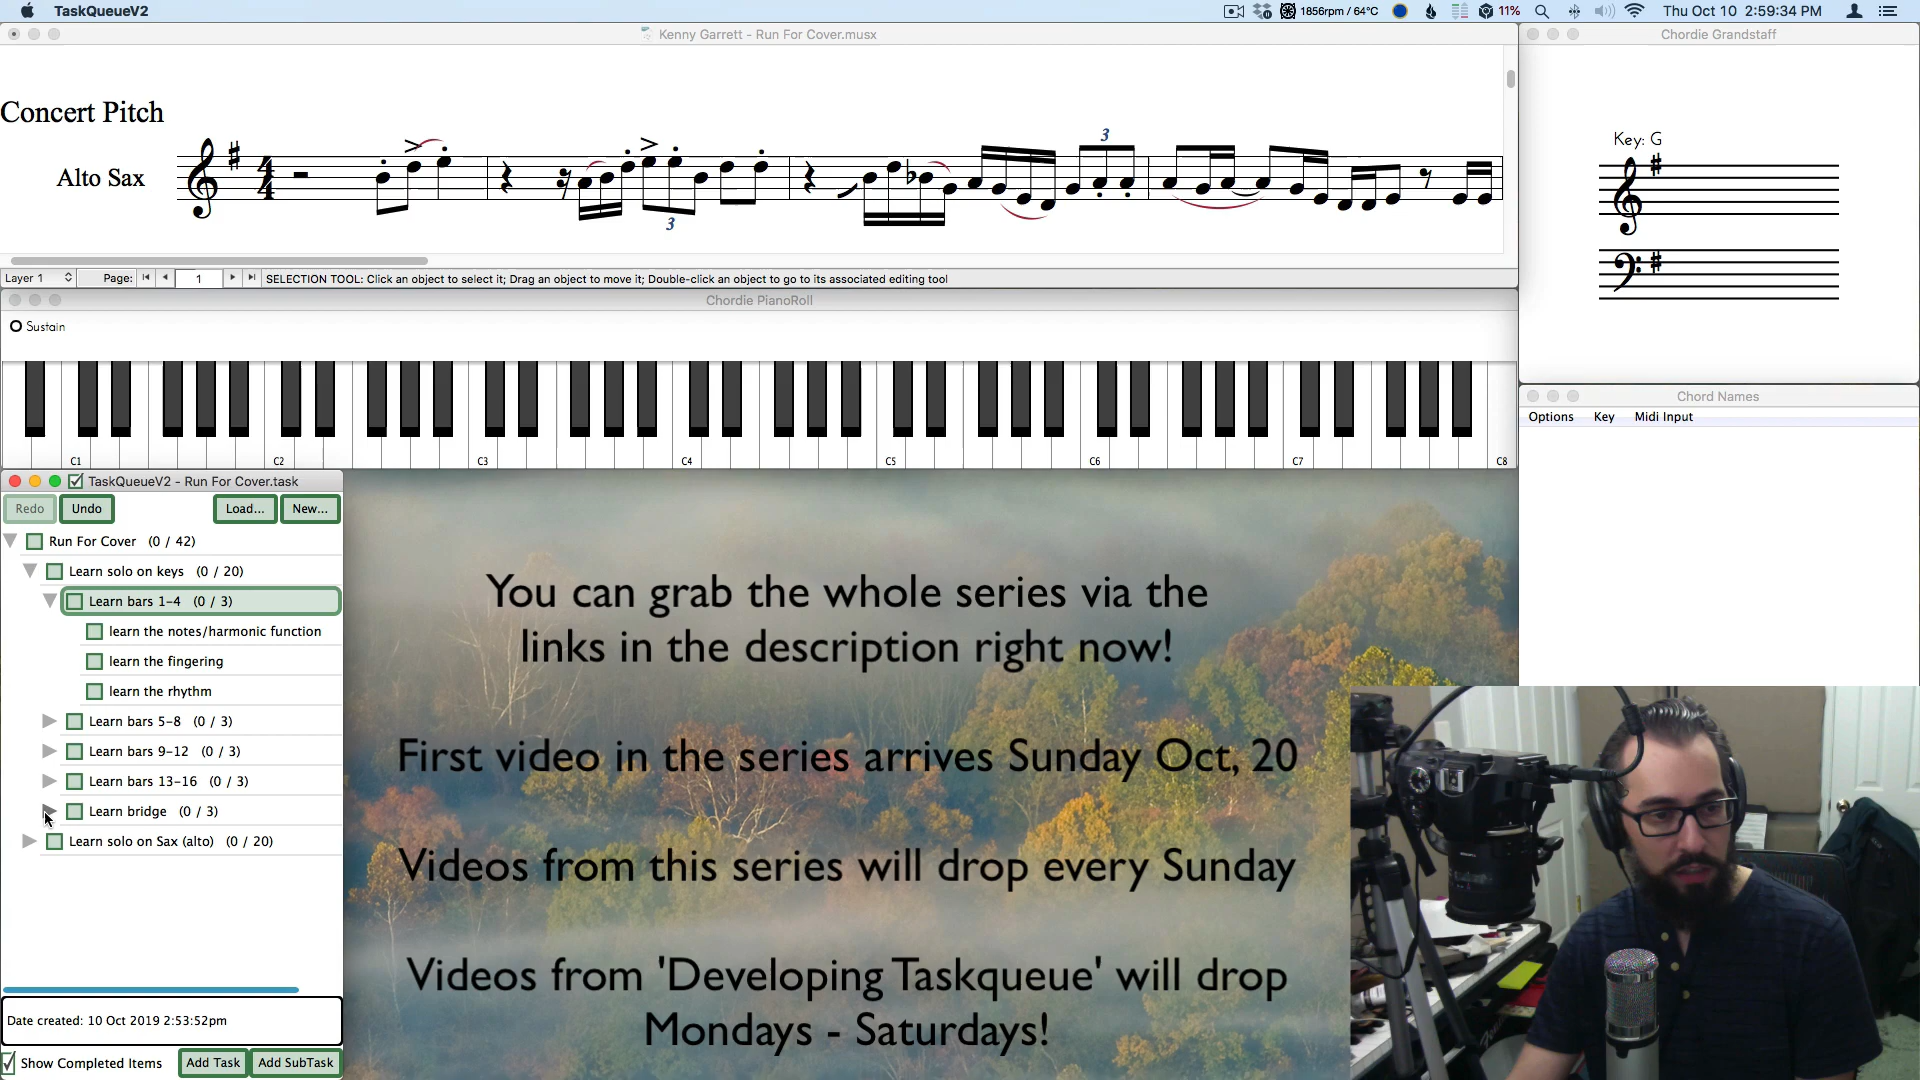 TaskQueueV2
1856rpm / 64°C
11%
Thu Oct 10 2:59:34 PM
Kenny Garrett - Run For Cover.musx
Chordie Grandstaff
Concert Pitch
Alto Sax
4
4
3
3
Key: G
Layer 1
Page:
1
SELECTION TOOL: Click an object to select it; Drag an object to move it; Double-click an object to go to its associated editing tool
Chordie PianoRoll
Sustain
C1
C2
C3
C4
C5
C6
C7
C8
Chord Names
Options Key Midi Input
TaskQueueV2 - Run For Cover.task
Redo Undo Load... New...
Run For Cover (0 / 42)
Learn solo on keys (0 / 20)
Learn bars 1-4 (0 / 3)
learn the notes/harmonic function
learn the fingering
learn the rhythm
Learn bars 5-8 (0 / 3)
Learn bars 9-12 (0 / 3)
Learn bars 13-16 (0 / 3)
Learn bridge (0 / 3)
Learn solo on Sax (alto) (0 / 20)
Date created: 10 Oct 2019 2:53:52pm
Show Completed Items Add Task Add SubTask
You can grab the whole series via the
links in the description right now!
First video in the series arrives Sunday Oct, 20
Videos from this series will drop every Sunday
Videos from 'Developing Taskqueue' will drop
Mondays - Saturdays!